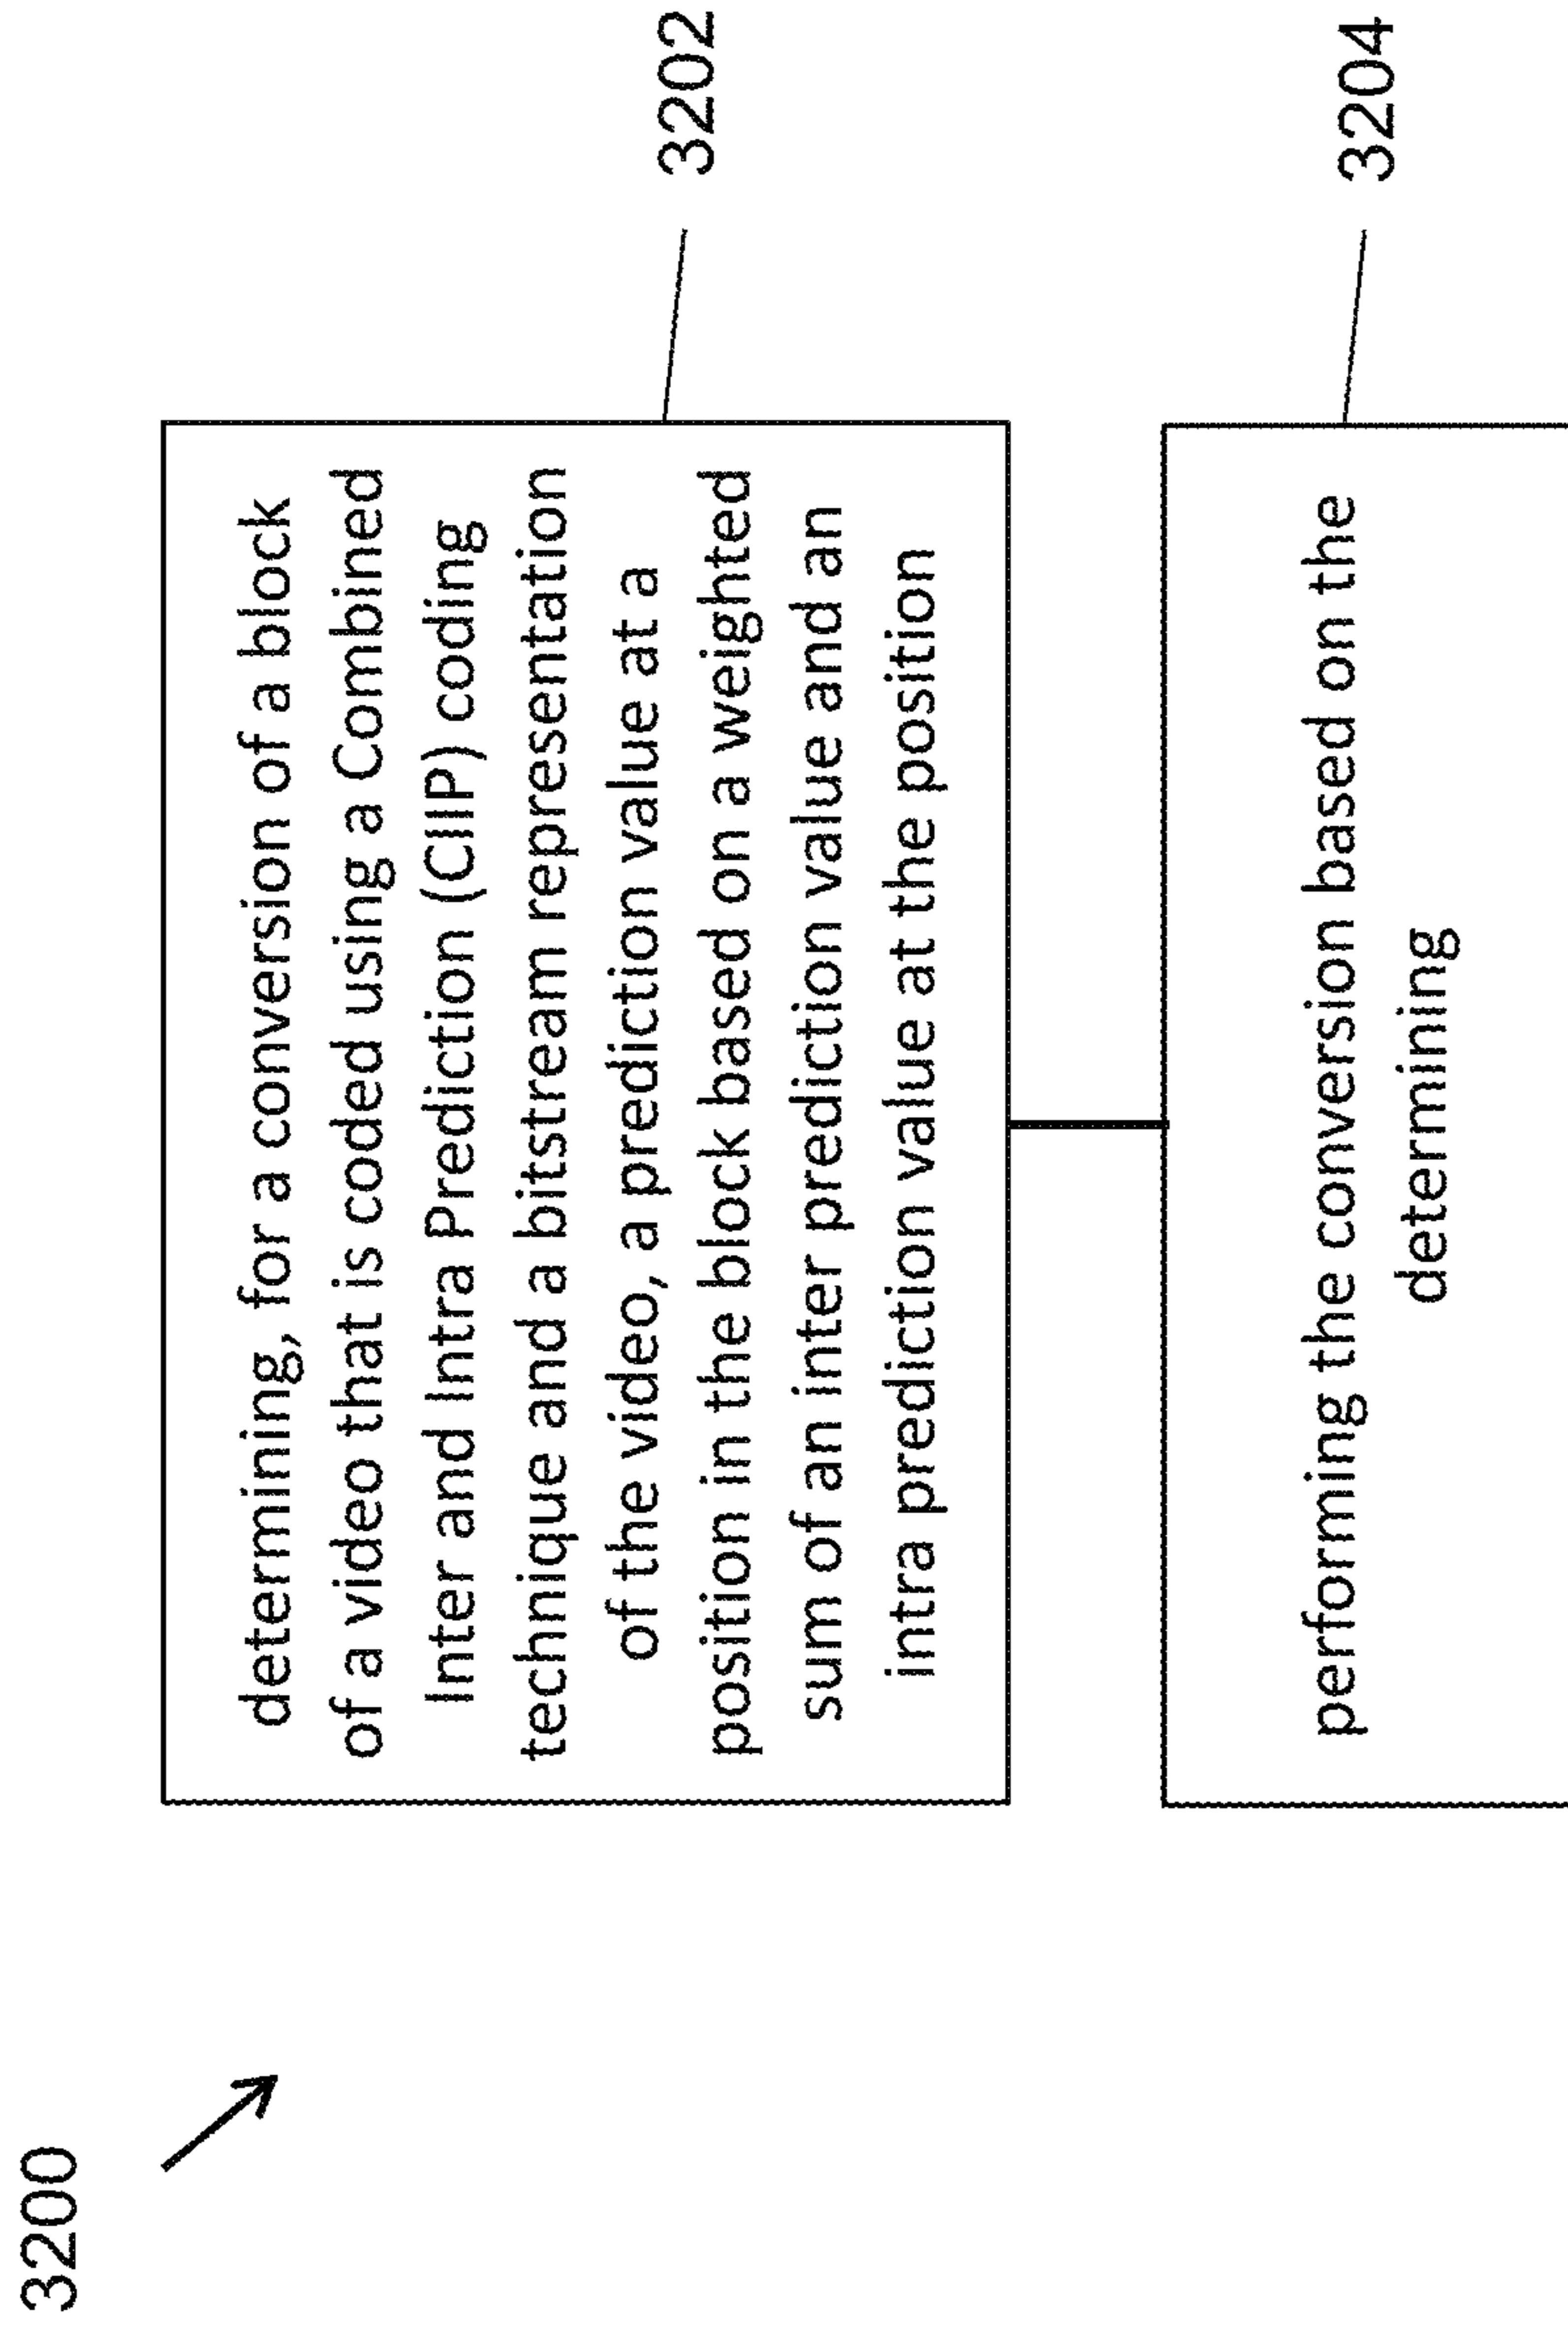 3200
determining, for a conversion of a block
of a video that is coded using a Combined
Inter and Intra Prediction (CIIP) coding
technique and a bitstream representation
of the video, a prediction value at a
position in the block based on a weighted
sum of an inter prediction value and an
intra prediction value at the position
3202
performing the conversion based on the
determining
3204